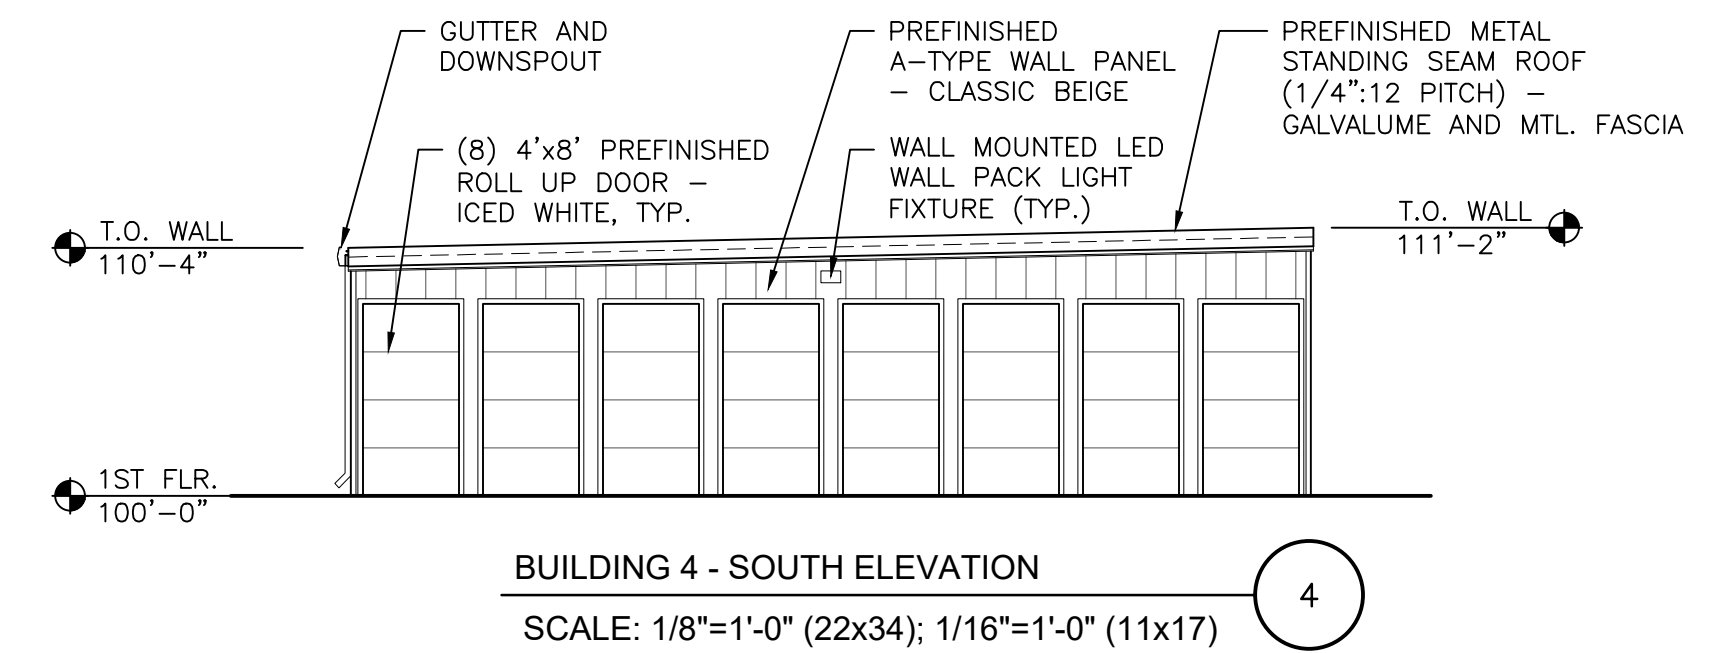 GUTTER AND
DOWNSPOUT
PREFINISHED
A-TYPE WALL PANEL
- CLASSIC BEIGE
PREFINISHED METAL
STANDING SEAM ROOF
(1/4":12 PITCH) -
GALVALUME AND MTL. FASCIA
(8) 4'x8' PREFINISHED
ROLL UP DOOR -
ICED WHITE, TYP.
WALL MOUNTED LED
WALL PACK LIGHT
FIXTURE (TYP.)
T.O. WALL
110'-4"
T.O. WALL
111'-2"
1ST FLR.
100'-0"
BUILDING 4 - SOUTH ELEVATION
4
SCALE: 1/8"=1'-0" (22x34); 1/16"=1'-0" (11x17)